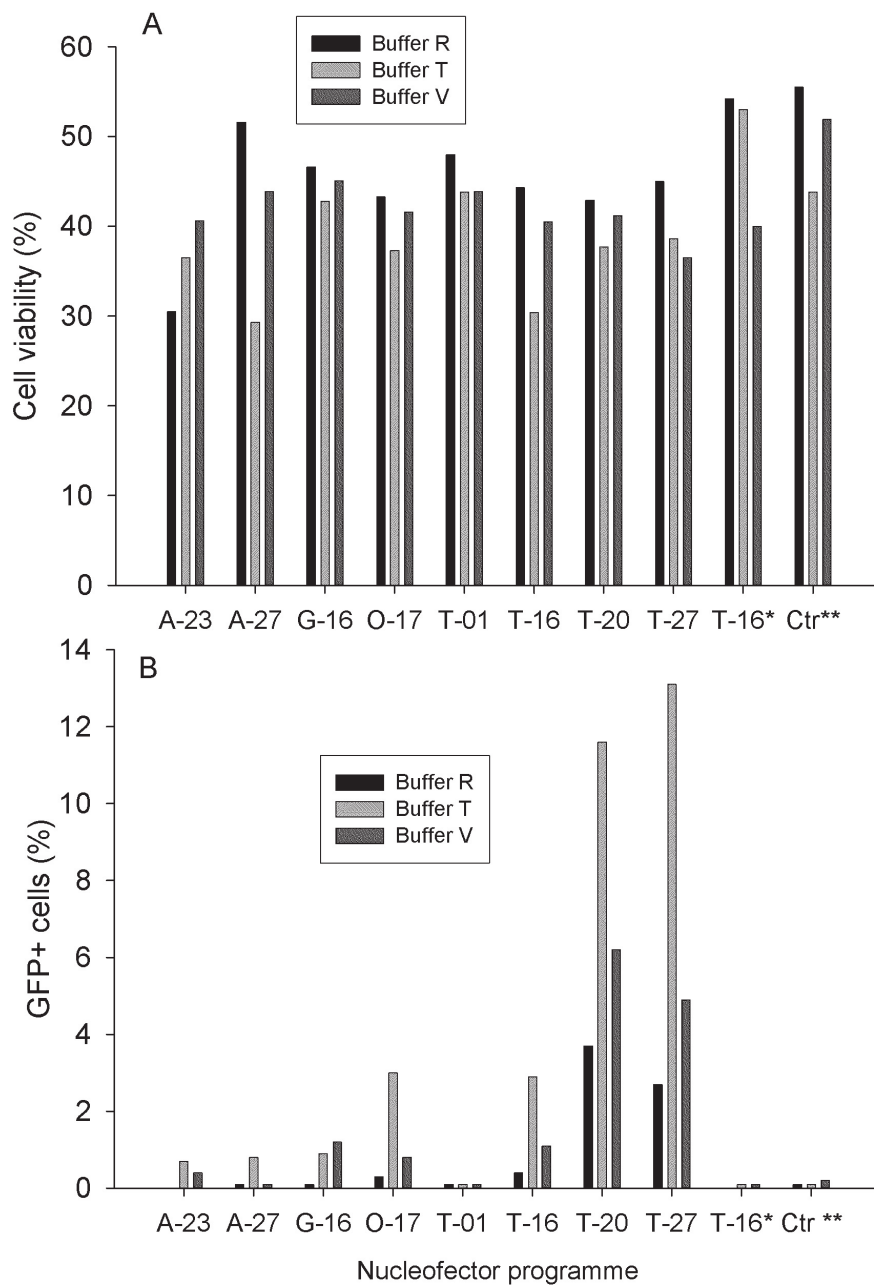 A
Buffer R
Buffer T
Buffer V
60
50
40
30
20
10
0
Cell viability (%)
A-23 A-27 G-16 O-17 T-01 T-16 T-20 T-27 T-16* Ctr**
B
Buffer R
Buffer T
Buffer V
14
12
10
8
6
4
2
0
GFP+ cells (%)
A-23 A-27 G-16 O-17 T-01 T-16 T-20 T-27 T-16* Ctr **
Nucleofector programme